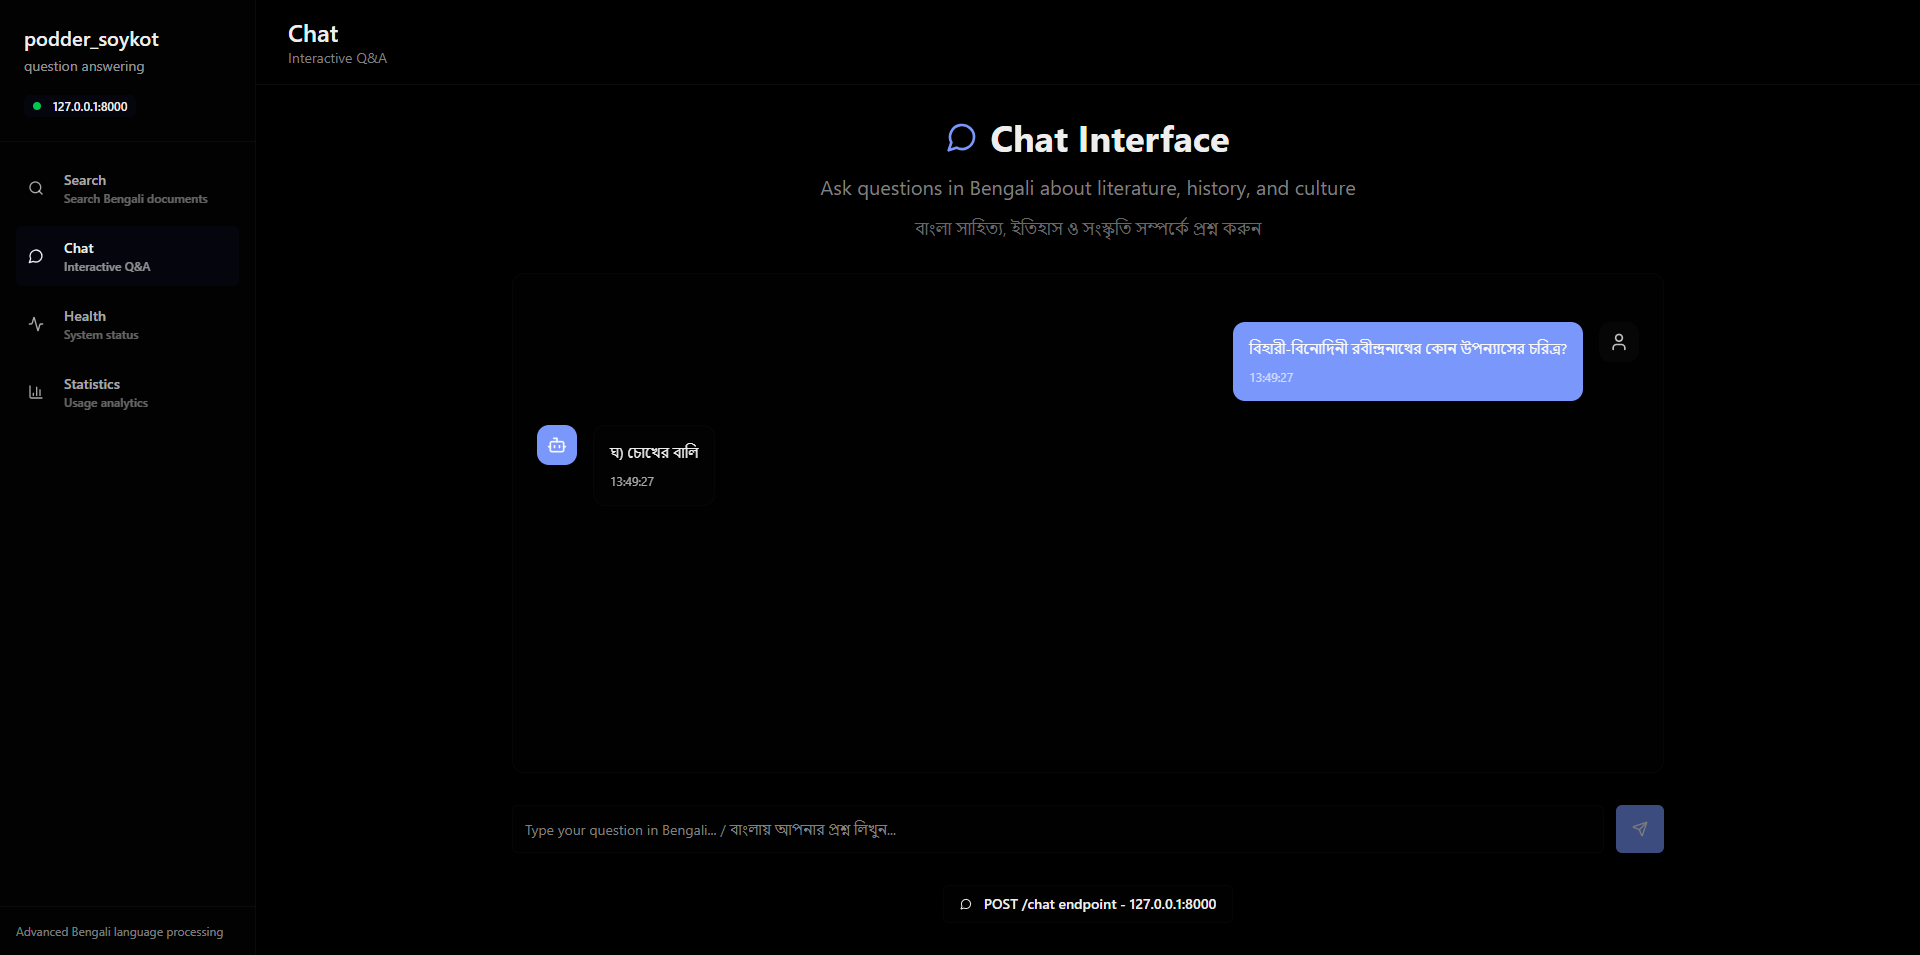 podder_soykot
question answering
127.0.0.1:8000
Search
Search Bengali documents
Chat
Interactive Q&A
Health
System status
Statistics
Usage analytics
Advanced Bengali language processing
Chat
Interactive Q&A
Chat Interface
Ask questions in Bengali about literature, history, and culture
বাংলা সাহিত্য, ইতিহাস ও সংস্কৃতি সম্পর্কে প্রশ্ন করুন
বিহারী-বিনোদিনী রবীন্দ্রনাথের কোন উপন্যাসের চরিত্র?
13:49:27
ঘ) চোখের বালি
13:49:27
Type your question in Bengali... / বাংলায় আপনার প্রশ্ন লিখুন...
POST /chat endpoint - 127.0.0.1:8000